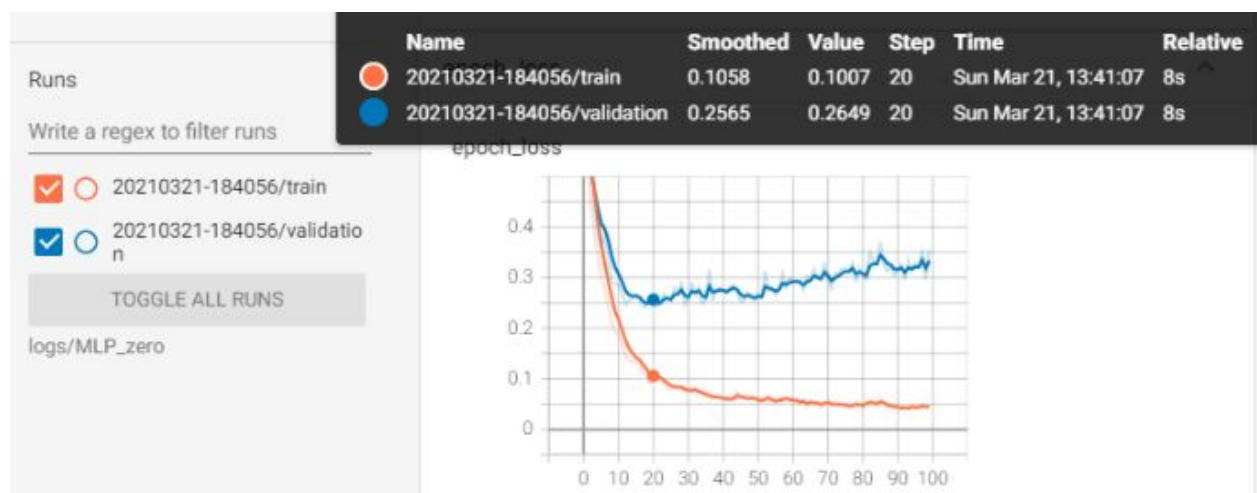 Name Smoothed Value Step Time Relative
20210321-184056/train 0.1058 0.1007 20 Sun Mar 21, 13:41:07 8s
20210321-184056/validation 0.2565 0.2649 20 Sun Mar 21, 13:41:07 8s
Runs
Write a regex to filter runs
20210321-184056/train
20210321-184056/validatio
n
TOGGLE ALL RUNS
logs/MLP_zero
epoch_loss
0.4
0.3
0.2
0.1
0
0 10 20 30 40 50 60 70 80 90 100